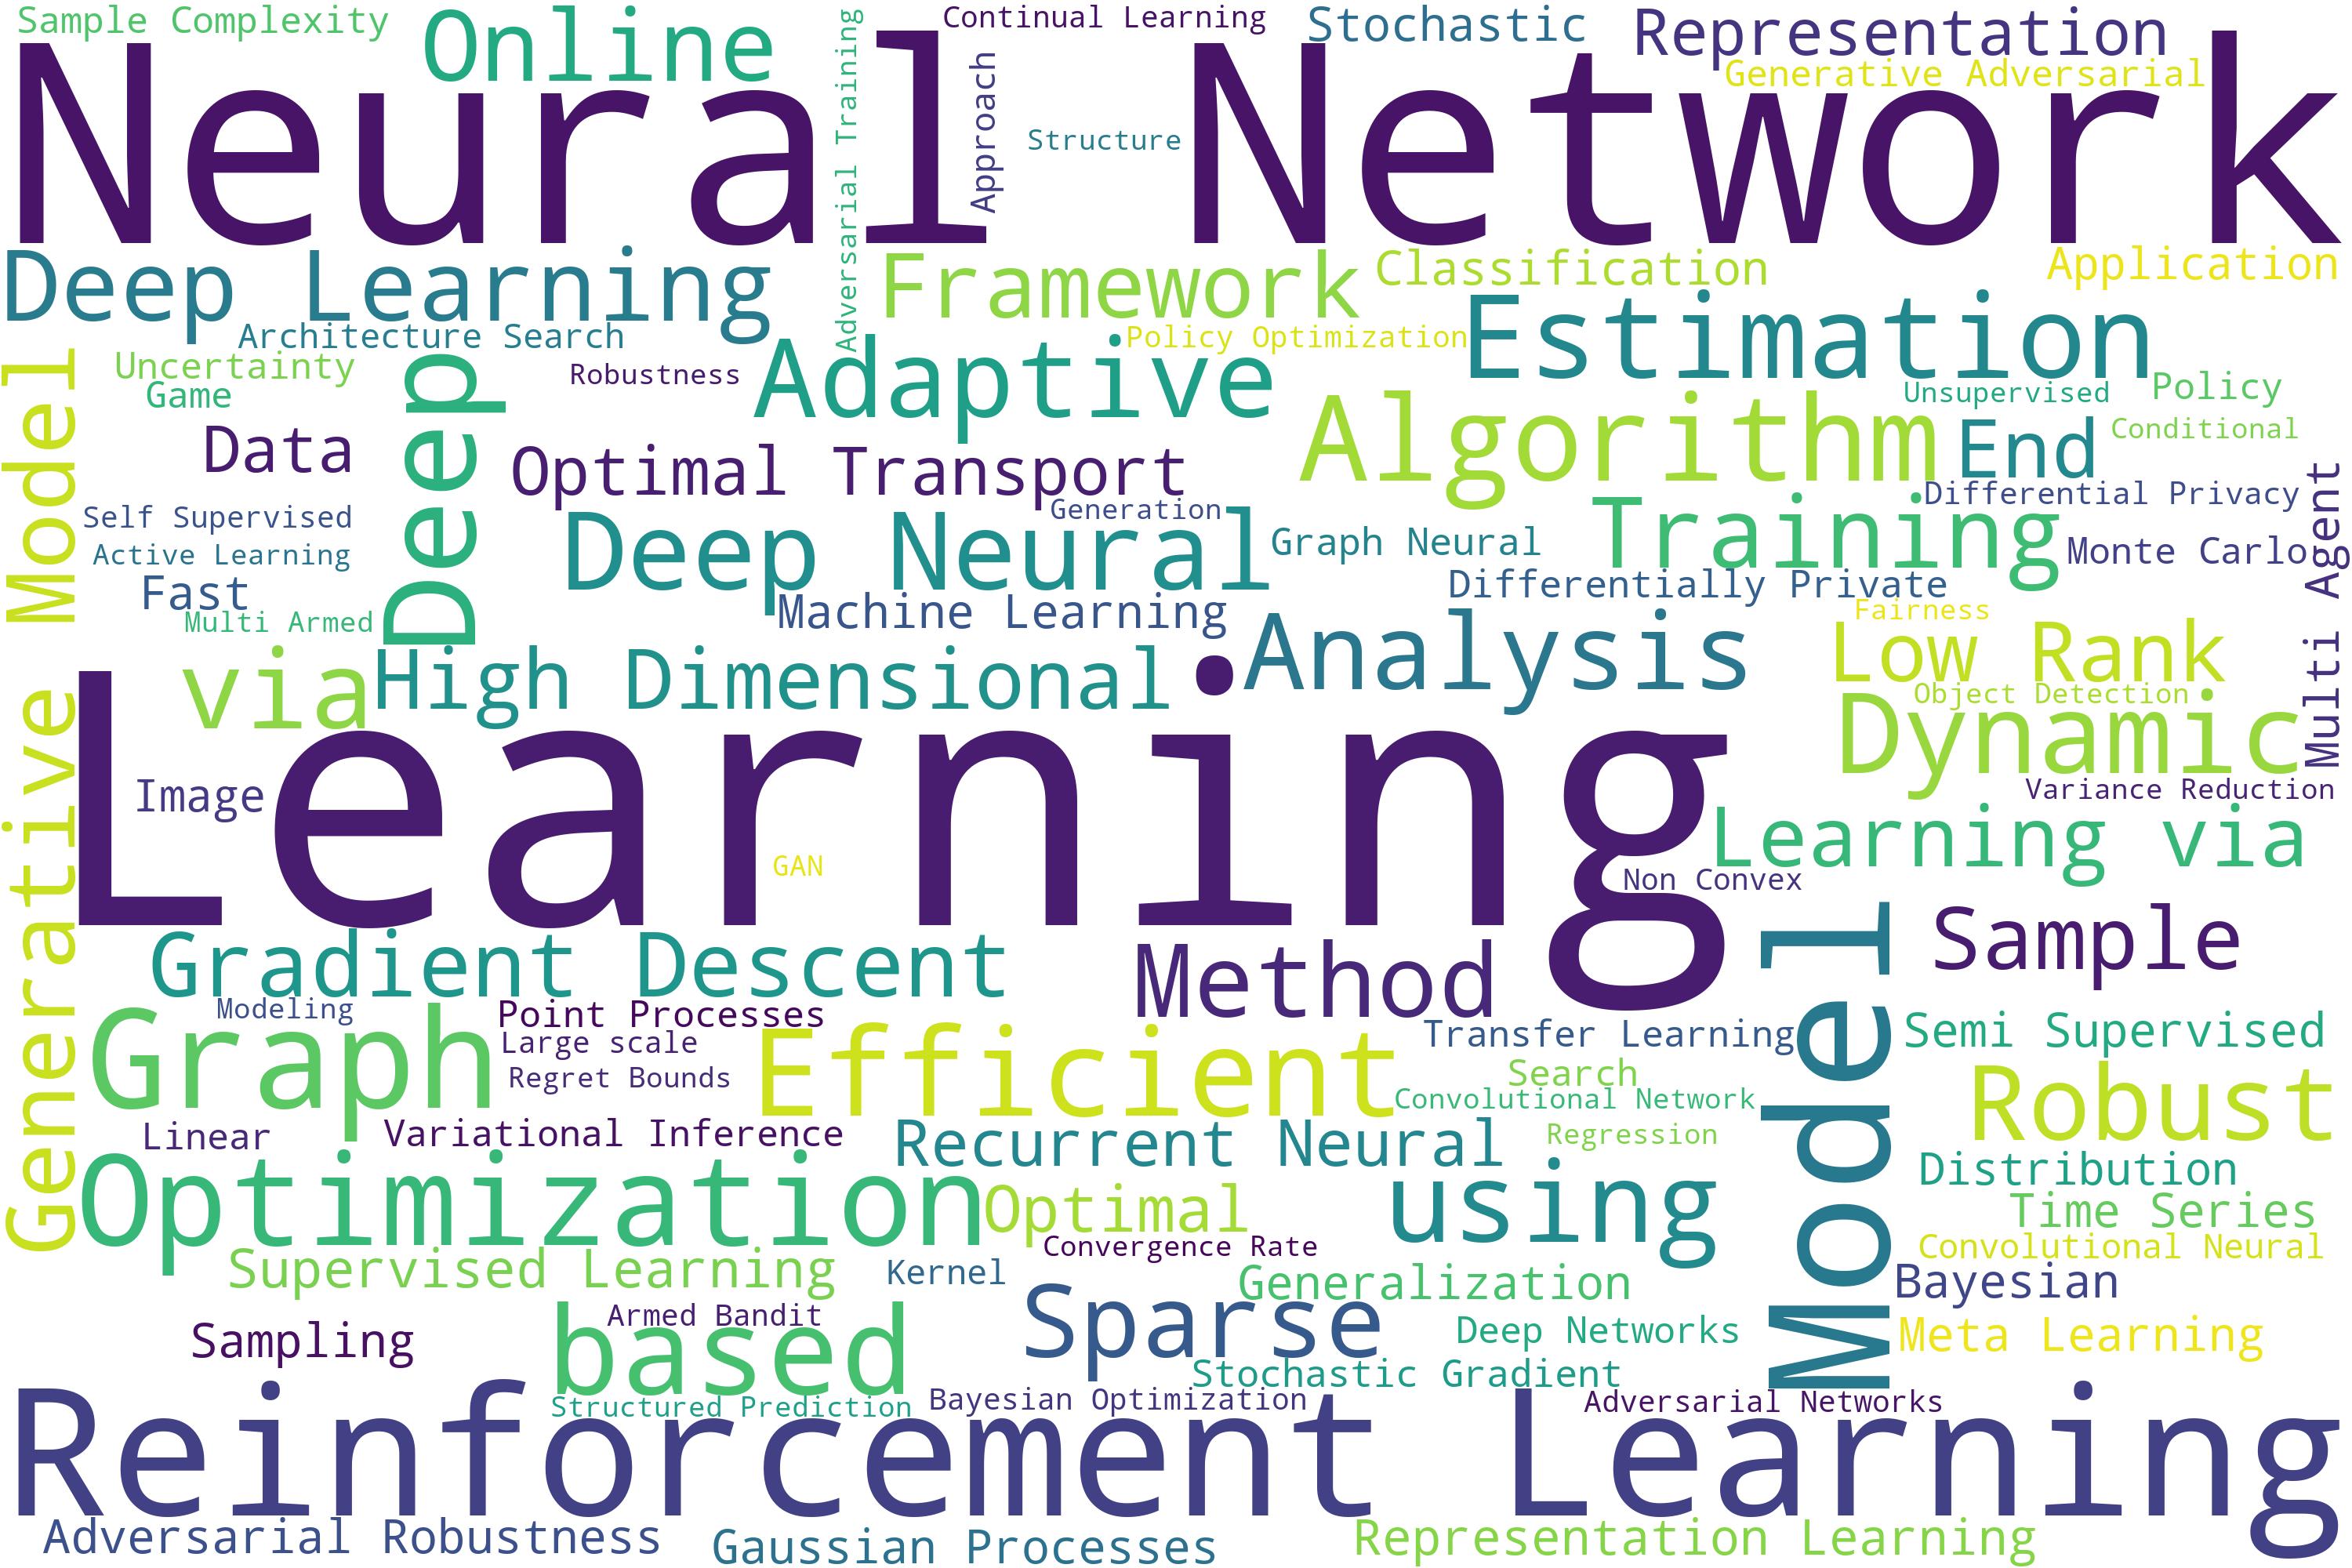 Sample Complexity
Online
Adversarial Training
Continual Learning
Stochastic
Representation
Generative Adversarial
Approach
Structure
Neural Network
Deep Learning
Framework
Classification
Application
Architecture Search
Policy Optimization
Estimation
Uncertainty
Game
Robustness
Adaptive
Unsupervised
Policy
Generative Model
Deep
Data
Optimal Transport
Algorithm
End
Conditional
Self Supervised
Generation
Differential Privacy
Multi Agent
Active Learning
Deep Neural
Graph Neural
Training
Monte Carlo
Fast
Machine Learning
Differentially Private
Fairness
Multi Armed
via
High Dimensional
Analysis
Low Rank
Object Detection
Dynamic
Learning
Image
Variance Reduction
Learning via
GAN
Non Convex
Gradient Descent
Method
Model
Sample
Modeling
Point Processes
Graph
Large scale
Efficient
Transfer Learning
Semi Supervised
Regret Bounds
Search
Convolutional Network
Robust
Linear
Variational Inference
Recurrent Neural
Regression
Distribution
Optimization
Optimal
using
Time Series
Convergence Rate
Convolutional Neural
Supervised Learning
Kernel
Generalization
Bayesian
Armed Bandit
Sampling
based
Sparse
Deep Networks
Meta Learning
Stochastic Gradient
Structured Prediction
Bayesian Optimization
Adversarial Networks
Reinforcement Learning
Adversarial Robustness
Gaussian Processes
Representation Learning